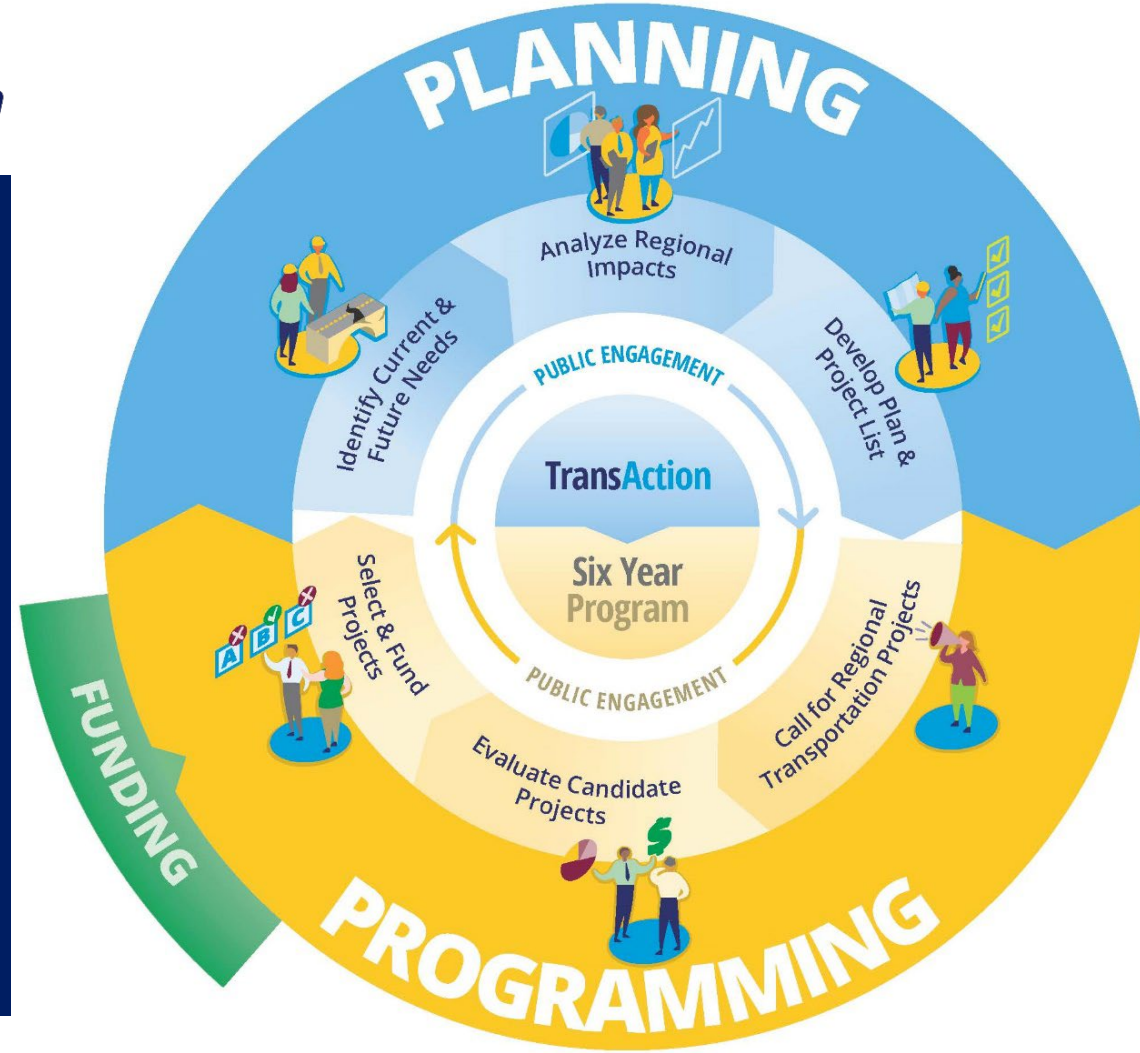 PLANNING
Analyze Regional
Impacts
Identify Current &
Future Needs
Develop Plan &
Project List
PUBLIC ENGAGEMENT
TransAction
Six Year
Program
PUBLIC ENGAGEMENT
Select & Fund
Projects
A B C
Call for Regional
Transportation Projects
Evaluate Candidate
Projects
$
FUNDING
PROGRAMMING